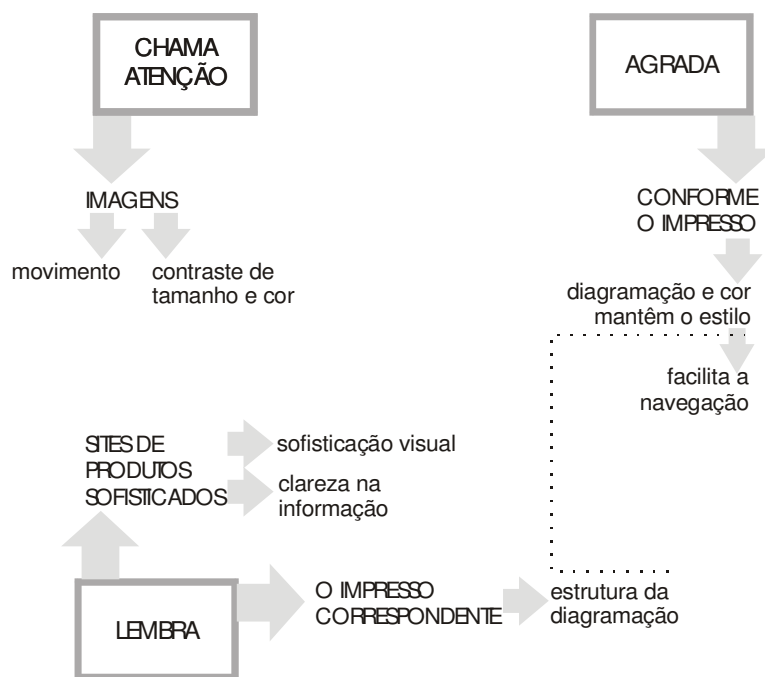 CHAMA
ATENÇÃO
IMAGENS
movimento
contraste de
tamanho e cor
AGRADA
CONFORME
O IMPRESSO
diagramação e cor
mantêm o estilo
facilita a
navegação
SITES DE
PRODUTOS
SOFISTICADOS
sofisticação visual
clareza na
informação
LEMBRA
O IMPRESSO
CORRESPONDENTE
estrutura da
diagramação